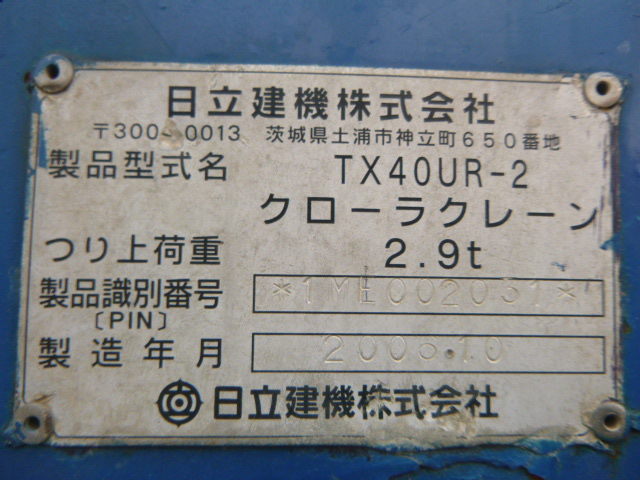 日立建機株式会社
〒300-0013 茨城県土浦市神立町650番地
製品型式名 TX40UR-2
クローラクレーン
つり上荷重 2.9t
製品識別番号
[PIN]
製造年月 2006.10
日立建機株式会社